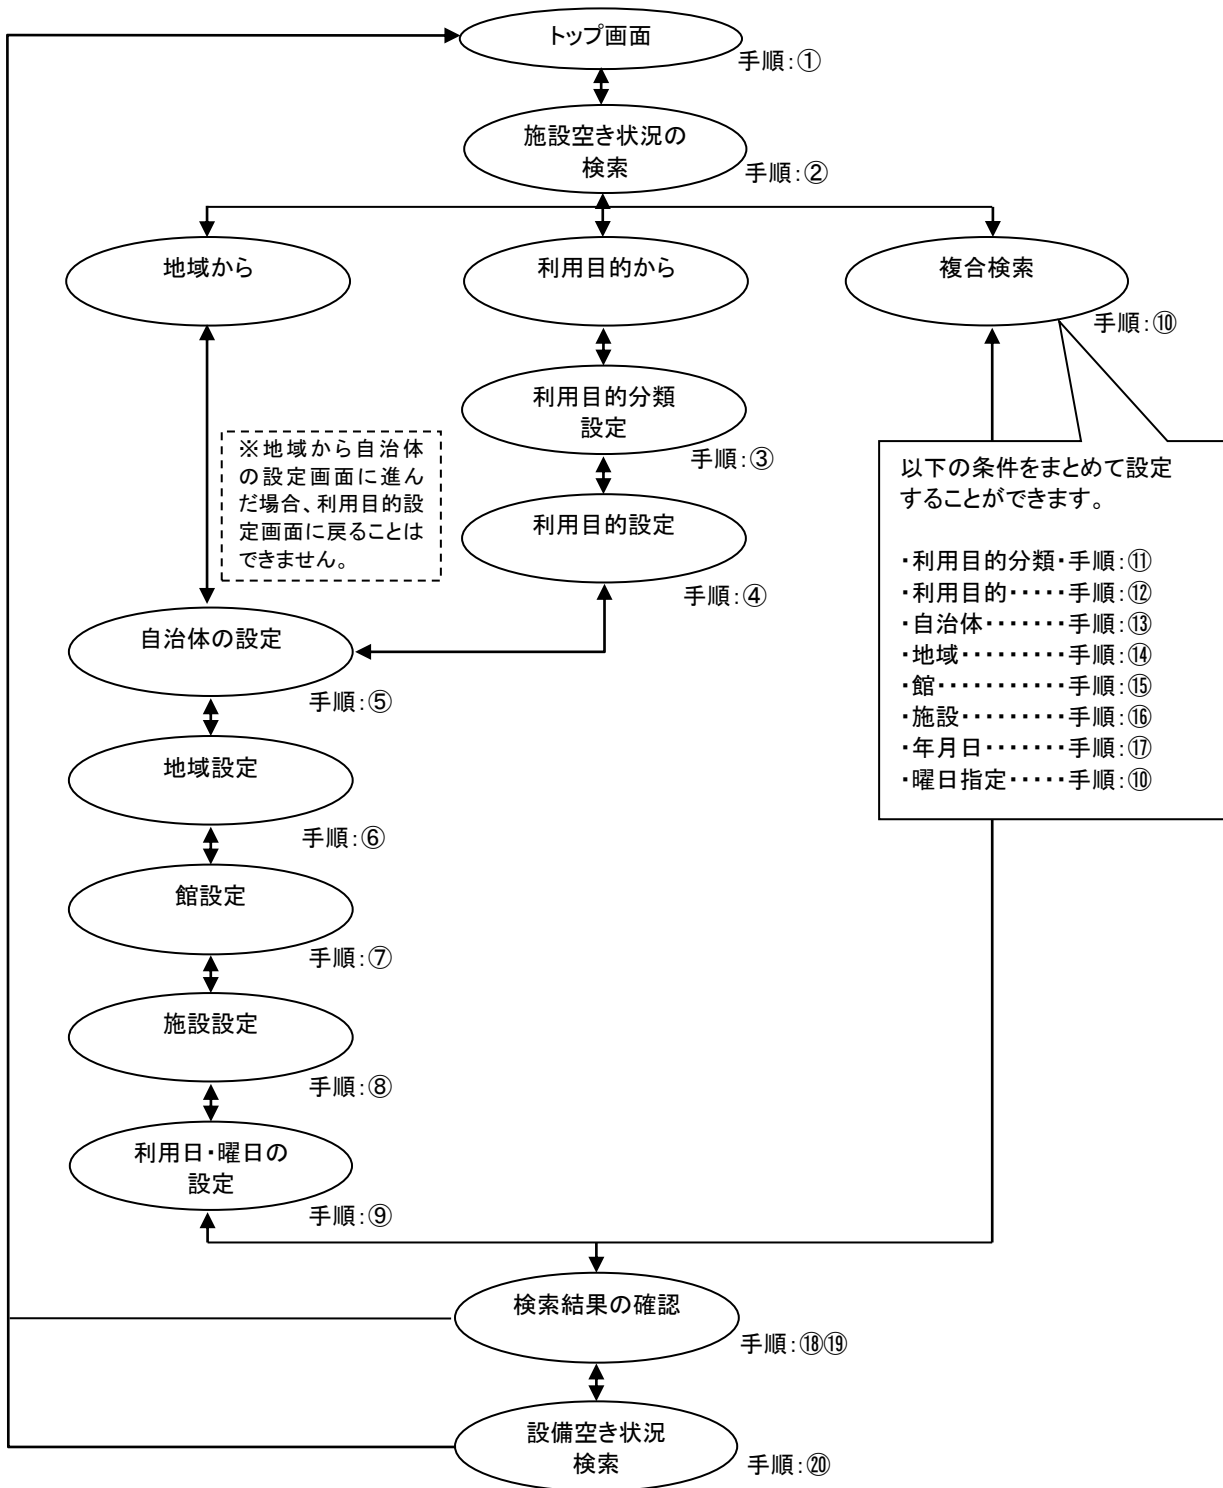 トップ画面
手順:①
施設空き状況の
検索
手順:②
地域から
利用目的から
複合検索
手順:⑩
利用目的分類
設定
手順:③
※地域から自治体
の設定画面に進ん
だ場合、利用目的設
定画面に戻ることは
できません。
利用目的設定
手順:④
以下の条件をまとめて設定
することができます。
・利用目的分類・手順:⑪
・利用目的・・・・・手順:⑫
・自治体・・・・・・・手順:⑬
・地域・・・・・・・・・手順:⑭
・館・・・・・・・・・・・手順:⑮
・施設・・・・・・・・・手順:⑯
・年月日・・・・・・・手順:⑰
・曜日指定・・・・・手順:⑩
自治体の設定
手順:⑤
地域設定
手順:⑥
館設定
手順:⑦
施設設定
手順:⑧
利用日・曜日の
設定
手順:⑨
検索結果の確認
手順:⑱⑲
設備空き状況
検索
手順:⑳